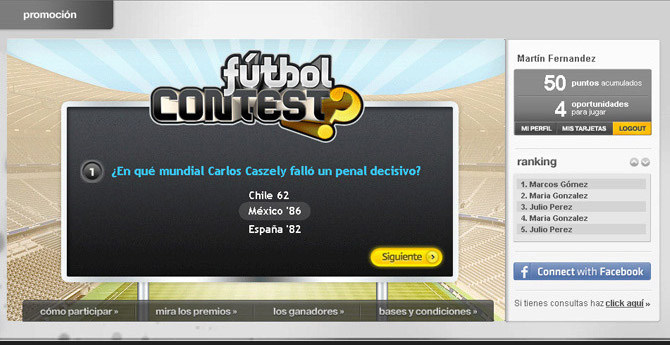 promoción
fútbol
CONTEST?
1 ¿En qué mundial Carlos Caszely falló un penal decisivo?
Chile 62
México '86
España '82
Siguiente
cómo participar »
mira los premios »
los ganadores »
bases y condiciones »
Martín Fernandez
50 puntos acumulados
4 oportunidades
para jugar
MI PERFIL MIS TARJETAS LOGOUT
ranking
1. Marcos Gómez
2. Maria Gonzalez
3. Julio Perez
4. Maria Gonzalez
5. Julio Perez
f Connect with Facebook
Si tienes consultas haz click aquí »